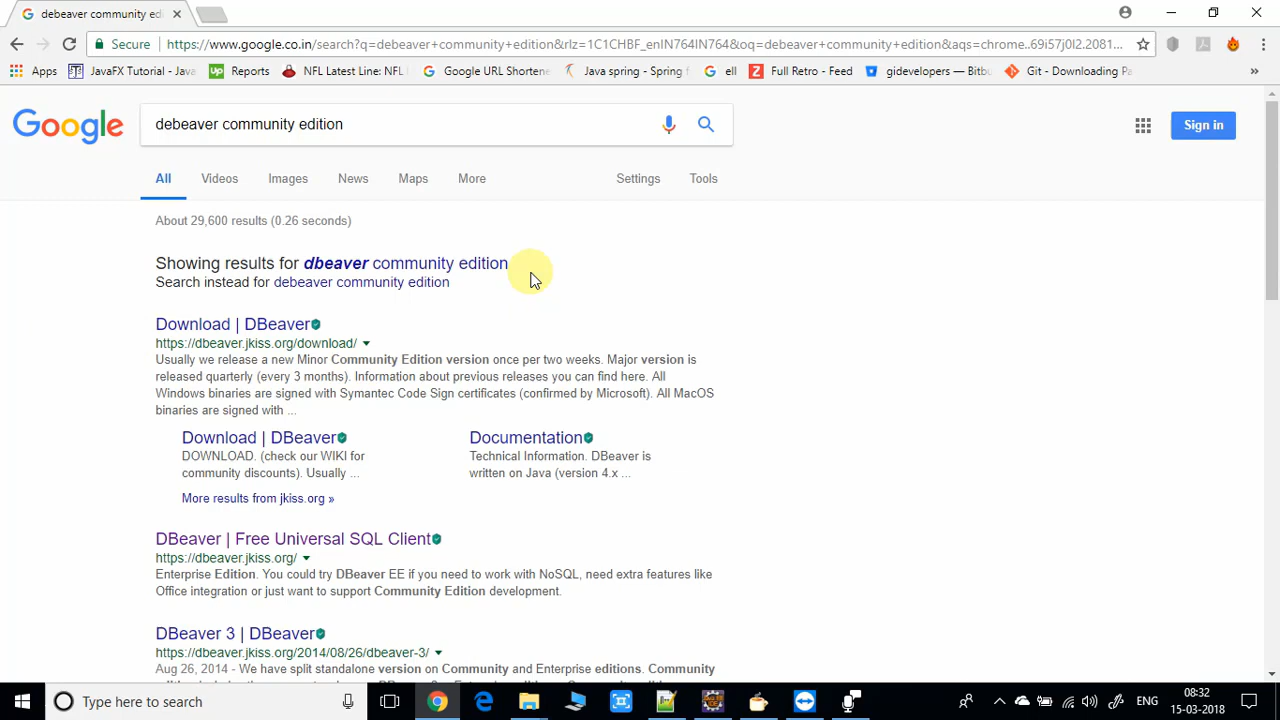 debeaver community edi
Secure
https://www.google.co.in/search?q=debeaver+community+edition&rlz=1C1CHBF_enIN764IN764&oq=debeaver+community+edition&aqs=chrome..69i57j0l2.2081...
Apps
JavaFX Tutorial - Java
Reports
NFL Latest Line: NFL
Google URL Shortene
Java spring - Spring f
ell
Full Retro - Feed
gidevelopers — Bitbu
Git - Downloading Pa
»
Google
debeaver community edition
Sign in
All
Videos
Images
News
Maps
More
Settings
Tools
About 29,600 results (0.26 seconds)
Showing results for dbeaver community edition
Search instead for debeaver community edition
Download | DBeaver
https://dbeaver.jkiss.org/download/
Usually we release a new Minor Community Edition version once per two weeks. Major version is
released quarterly (every 3 months). Information about previous releases you can find here. All
Windows binaries are signed with Symantec Code Sign certificates (confirmed by Microsoft). All MacOS
binaries are signed with ...
Download | DBeaver
DOWNLOAD. (check our WIKI for
community discounts). Usually ...
Documentation
Technical Information. DBeaver is
written on Java (version 4.x ...
More results from jkiss.org »
DBeaver | Free Universal SQL Client
https://dbeaver.jkiss.org/
Enterprise Edition. You could try DBeaver EE if you need to work with NoSQL, need extra features like
Office integration or just want to support Community Edition development.
DBeaver 3 | DBeaver
https://dbeaver.jkiss.org/2014/08/26/dbeaver-3/
Aug 26, 2014 - We have split standalone version on Community and Enterprise editions. Community
Type here to search
ENG
08:32
15-03-2018